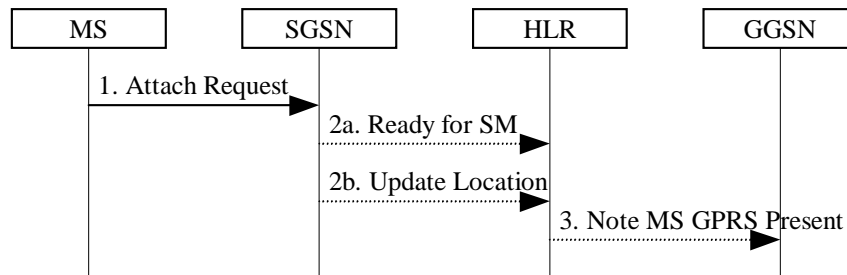 MS
SGSN
HLR
GGSN
1. Attach Request
2a. Ready for SM
2b. Update Location
3. Note MS GPRS Present